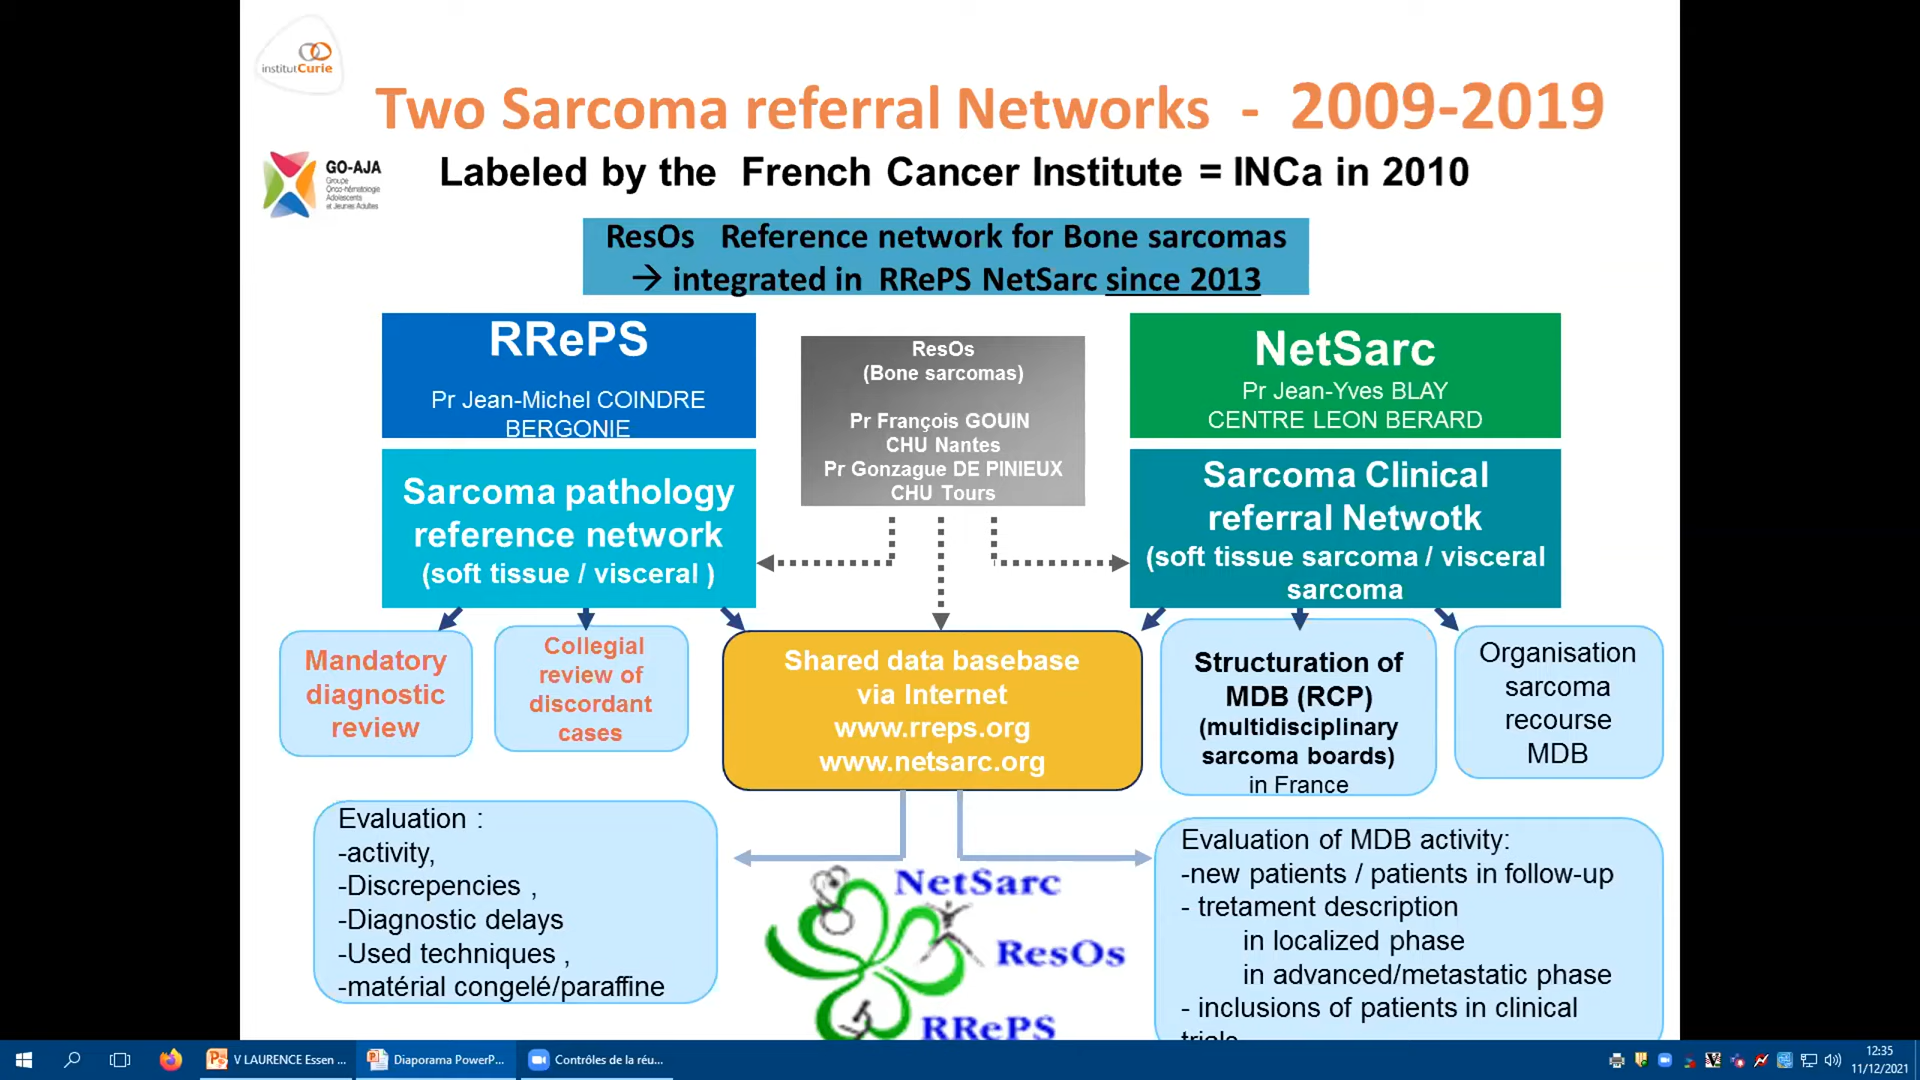 institutCurie
Two Sarcoma referral Networks - 2009-2019
GO-AJA
Groupe
Onco-hématologie
Adolescents
et Jeunes Adultes
Labeled by the French Cancer Institute = INCa in 2010
ResOs Reference network for Bone sarcomas
→ integrated in RRePS NetSarc since 2013
RRePS
Pr Jean-Michel COINDRE
BERGONIE
ResOs
(Bone sarcomas)
Pr François GOUIN
CHU Nantes
Pr Gonzague DE PINIEUX
CHU Tours
NetSarc
Pr Jean-Yves BLAY
CENTRE LEON BERARD
Sarcoma pathology
reference network
(soft tissue / visceral )
Sarcoma Clinical
referral Netwotk
(soft tissue sarcoma / visceral
sarcoma
Mandatory
diagnostic
review
Collegial
review of
discordant
cases
Shared data basebase
via Internet
www.rreps.org
www.netsarc.org
Structuration of
MDB (RCP)
(multidisciplinary
sarcoma boards)
in France
Organisation
sarcoma
recourse
MDB
Evaluation :
-activity,
-Discrepencies ,
-Diagnostic delays
-Used techniques ,
-matérial congelé/paraffine
NetSarc
ResOs
RRePS
Evaluation of MDB activity:
-new patients / patients in follow-up
- tretament description
in localized phase
in advanced/metastatic phase
- inclusions of patients in clinical
trials
V LAURENCE Essen ...
Diaporama PowerP...
Contrôles de la réu...
12:35
11/12/2021